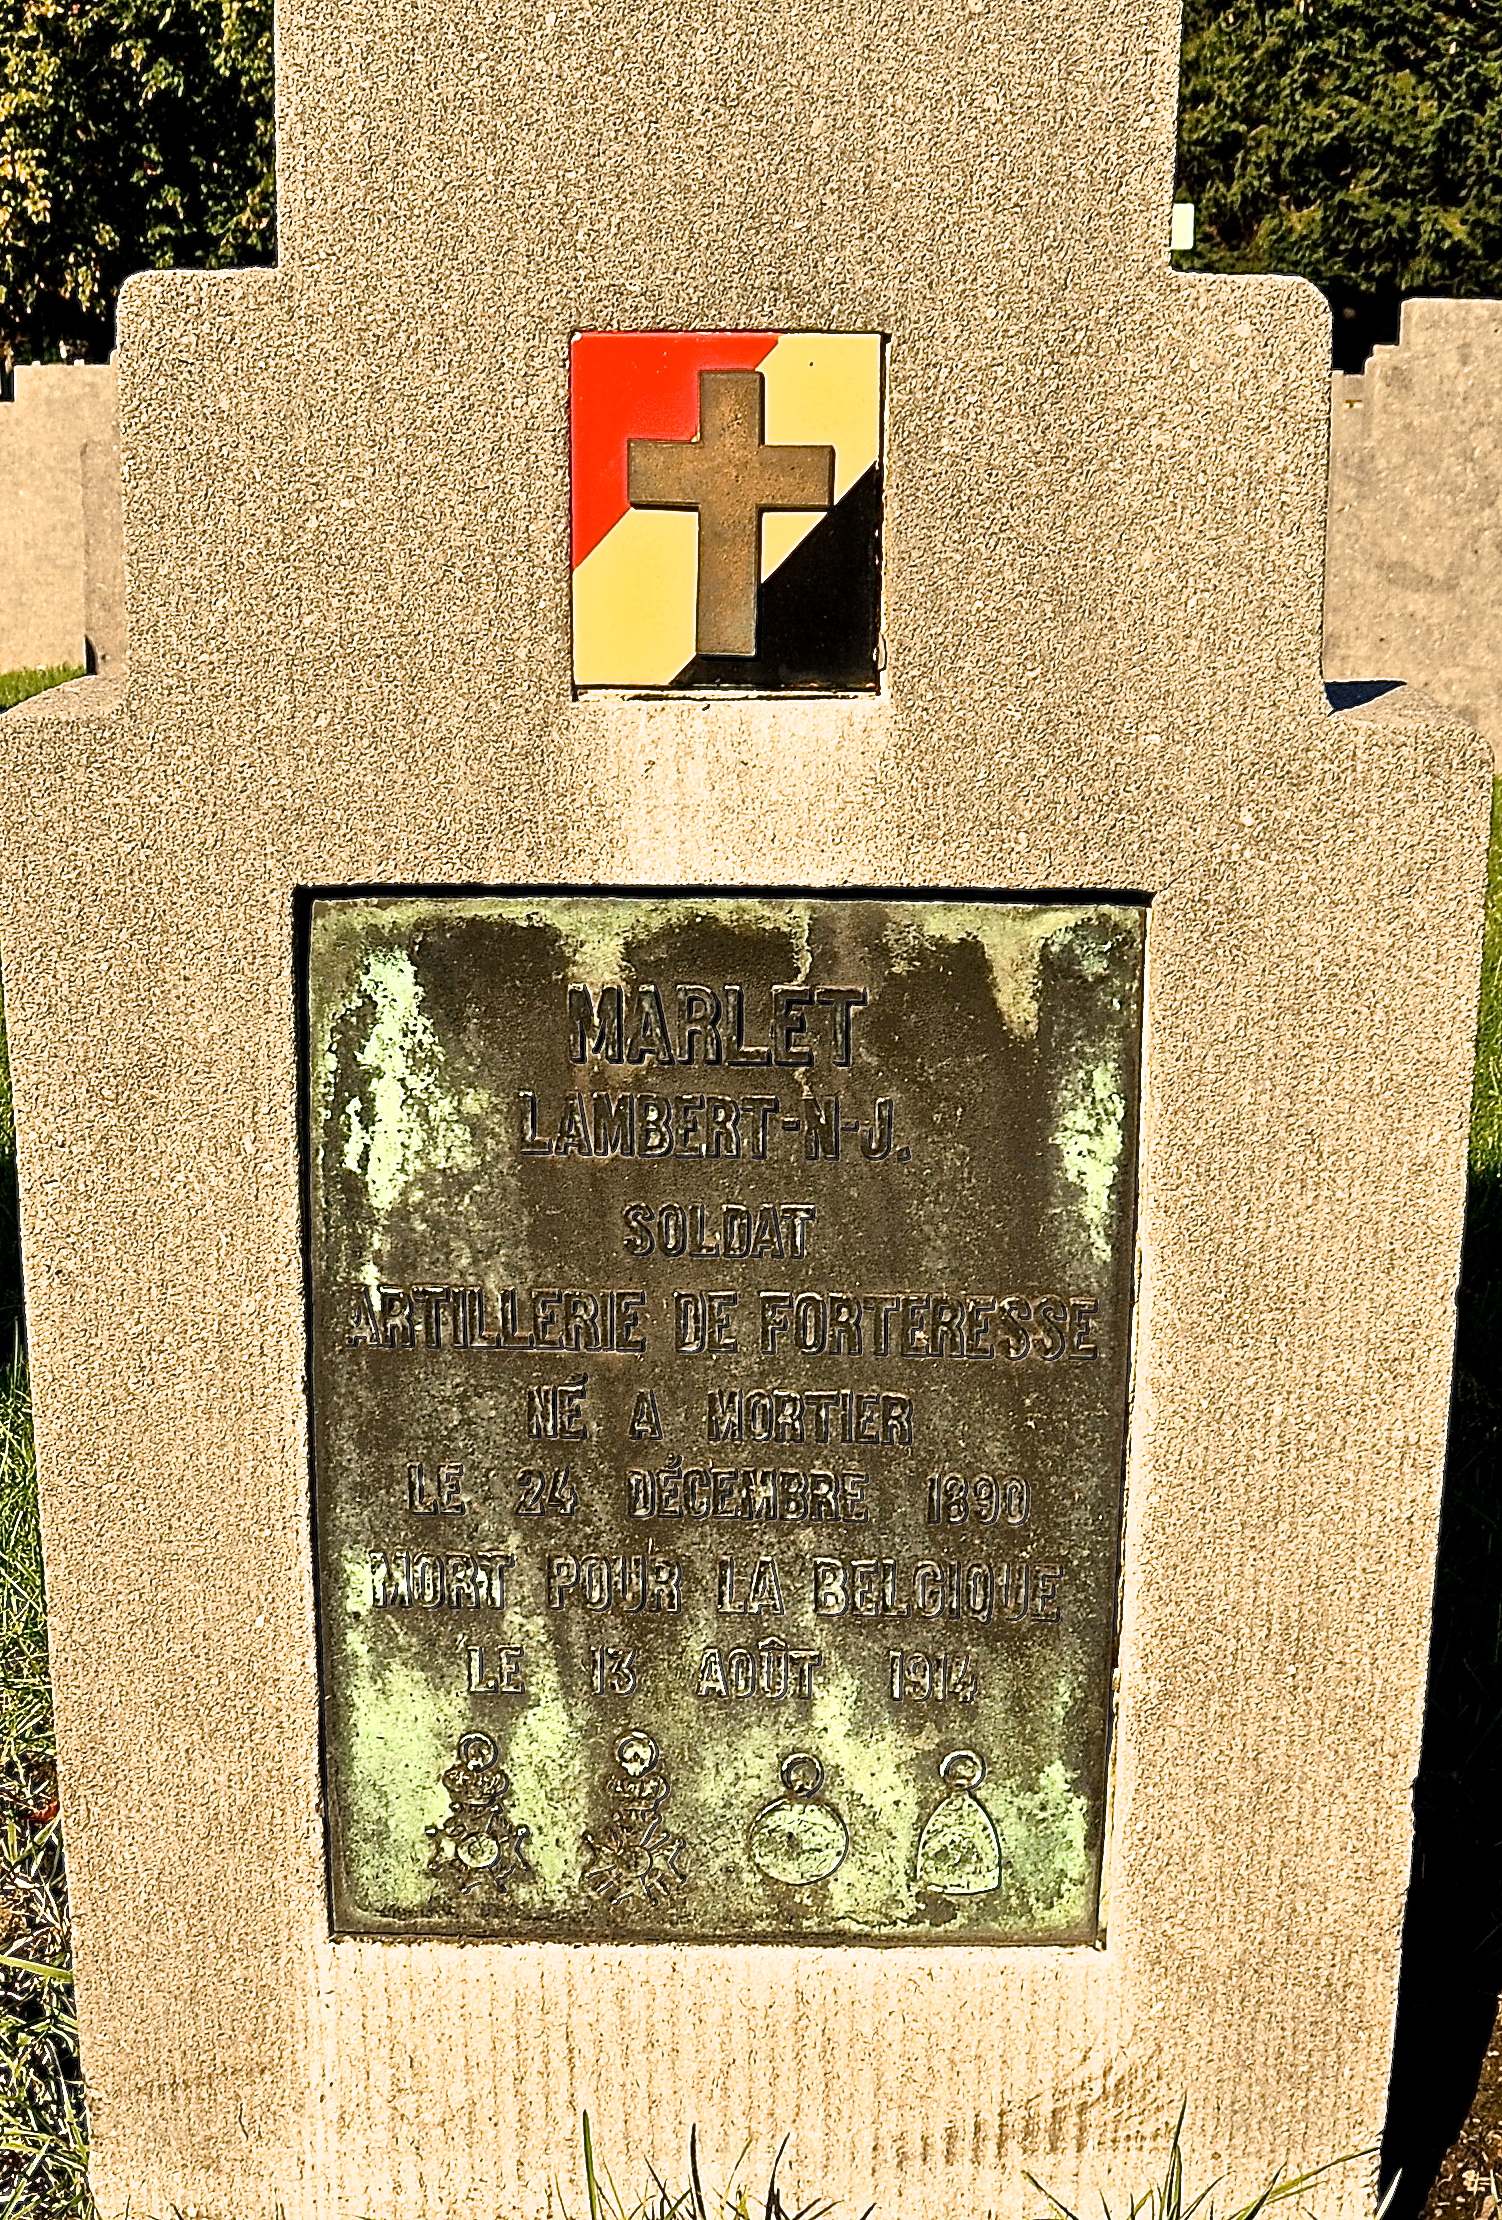 MARLET
LAMBERT-N-J.
SOLDAT
ARTILLERIE DE FORTERESSE
NÉ A MORTIER
LE 24 DÉCEMBRE 1890
MORT POUR LA BELGIQUE
LE 13 AOÛT 1914